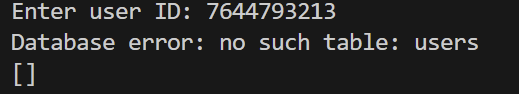 Enter user ID: 7644793213
Database error: no such table: users
[]